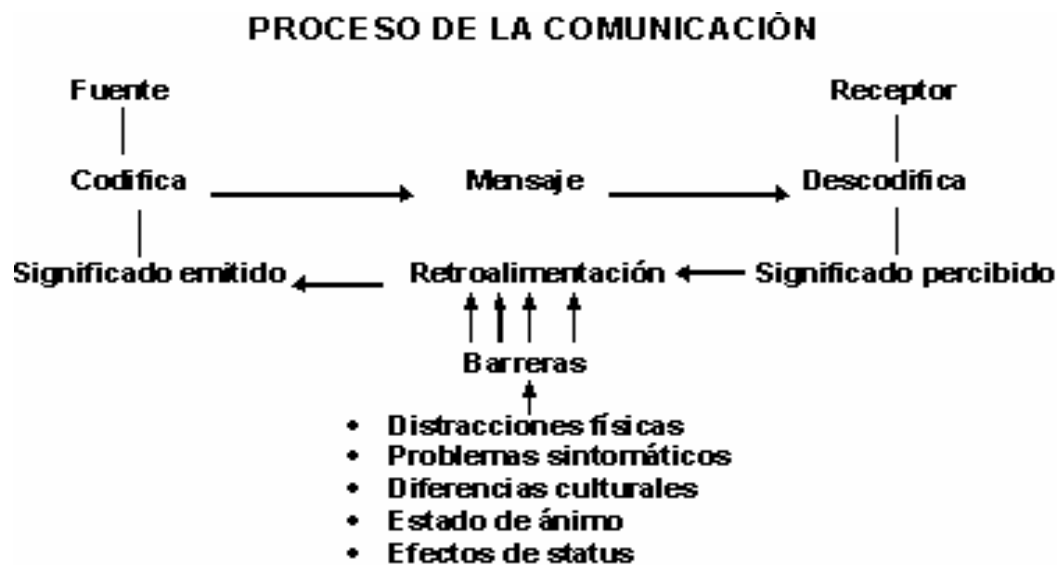 PROCESO DE LA COMUNICACIÓN
Fuente Receptor
Codifica Mensaje Descodifica
Significado emitido Retroalimentación Significado percibido
Barreras
• Distracciones físicas
• Problemas sintomáticos
• Diferencias culturales
• Estado de ánimo
• Efectos de status